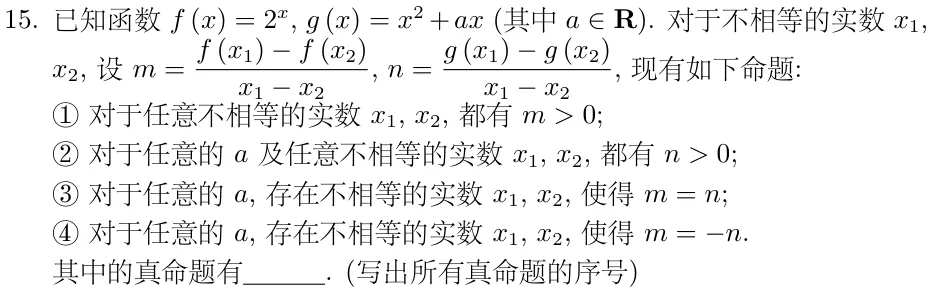 15. 已知函数 f (x) = 2^x, g (x) = x^2 + ax (其中 a ∈ R). 对于不相等的实数 x_1,
x_2, 设 m = \frac{f (x_1) − f (x_2)}{x_1 − x_2}, n = \frac{g (x_1) − g (x_2)}{x_1 − x_2}, 现有如下命题:
① 对于任意不相等的实数 x_1, x_2, 都有 m > 0;
② 对于任意的 a 及任意不相等的实数 x_1, x_2, 都有 n > 0;
③ 对于任意的 a, 存在不相等的实数 x_1, x_2, 使得 m = n;
④ 对于任意的 a, 存在不相等的实数 x_1, x_2, 使得 m = −n.
其中的真命题有______. (写出所有真命题的序号)